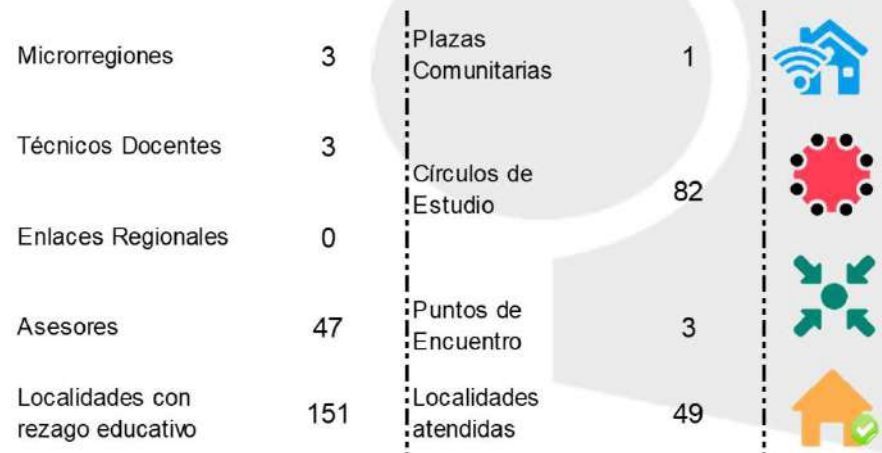 Microrregiones 3
Técnicos Docentes 3
Enlaces Regionales 0
Asesores 47
Localidades con
rezago educativo 151
Plazas
Comunitarias 1
Círculos de
Estudio 82
Puntos de
Encuentro 3
Localidades
atendidas 49